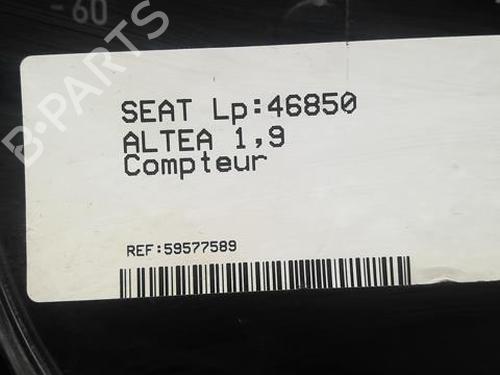 -60
B-PARTS
SEAT Lp:46850
ALTEA 1,9
Compteur
REF:59577589